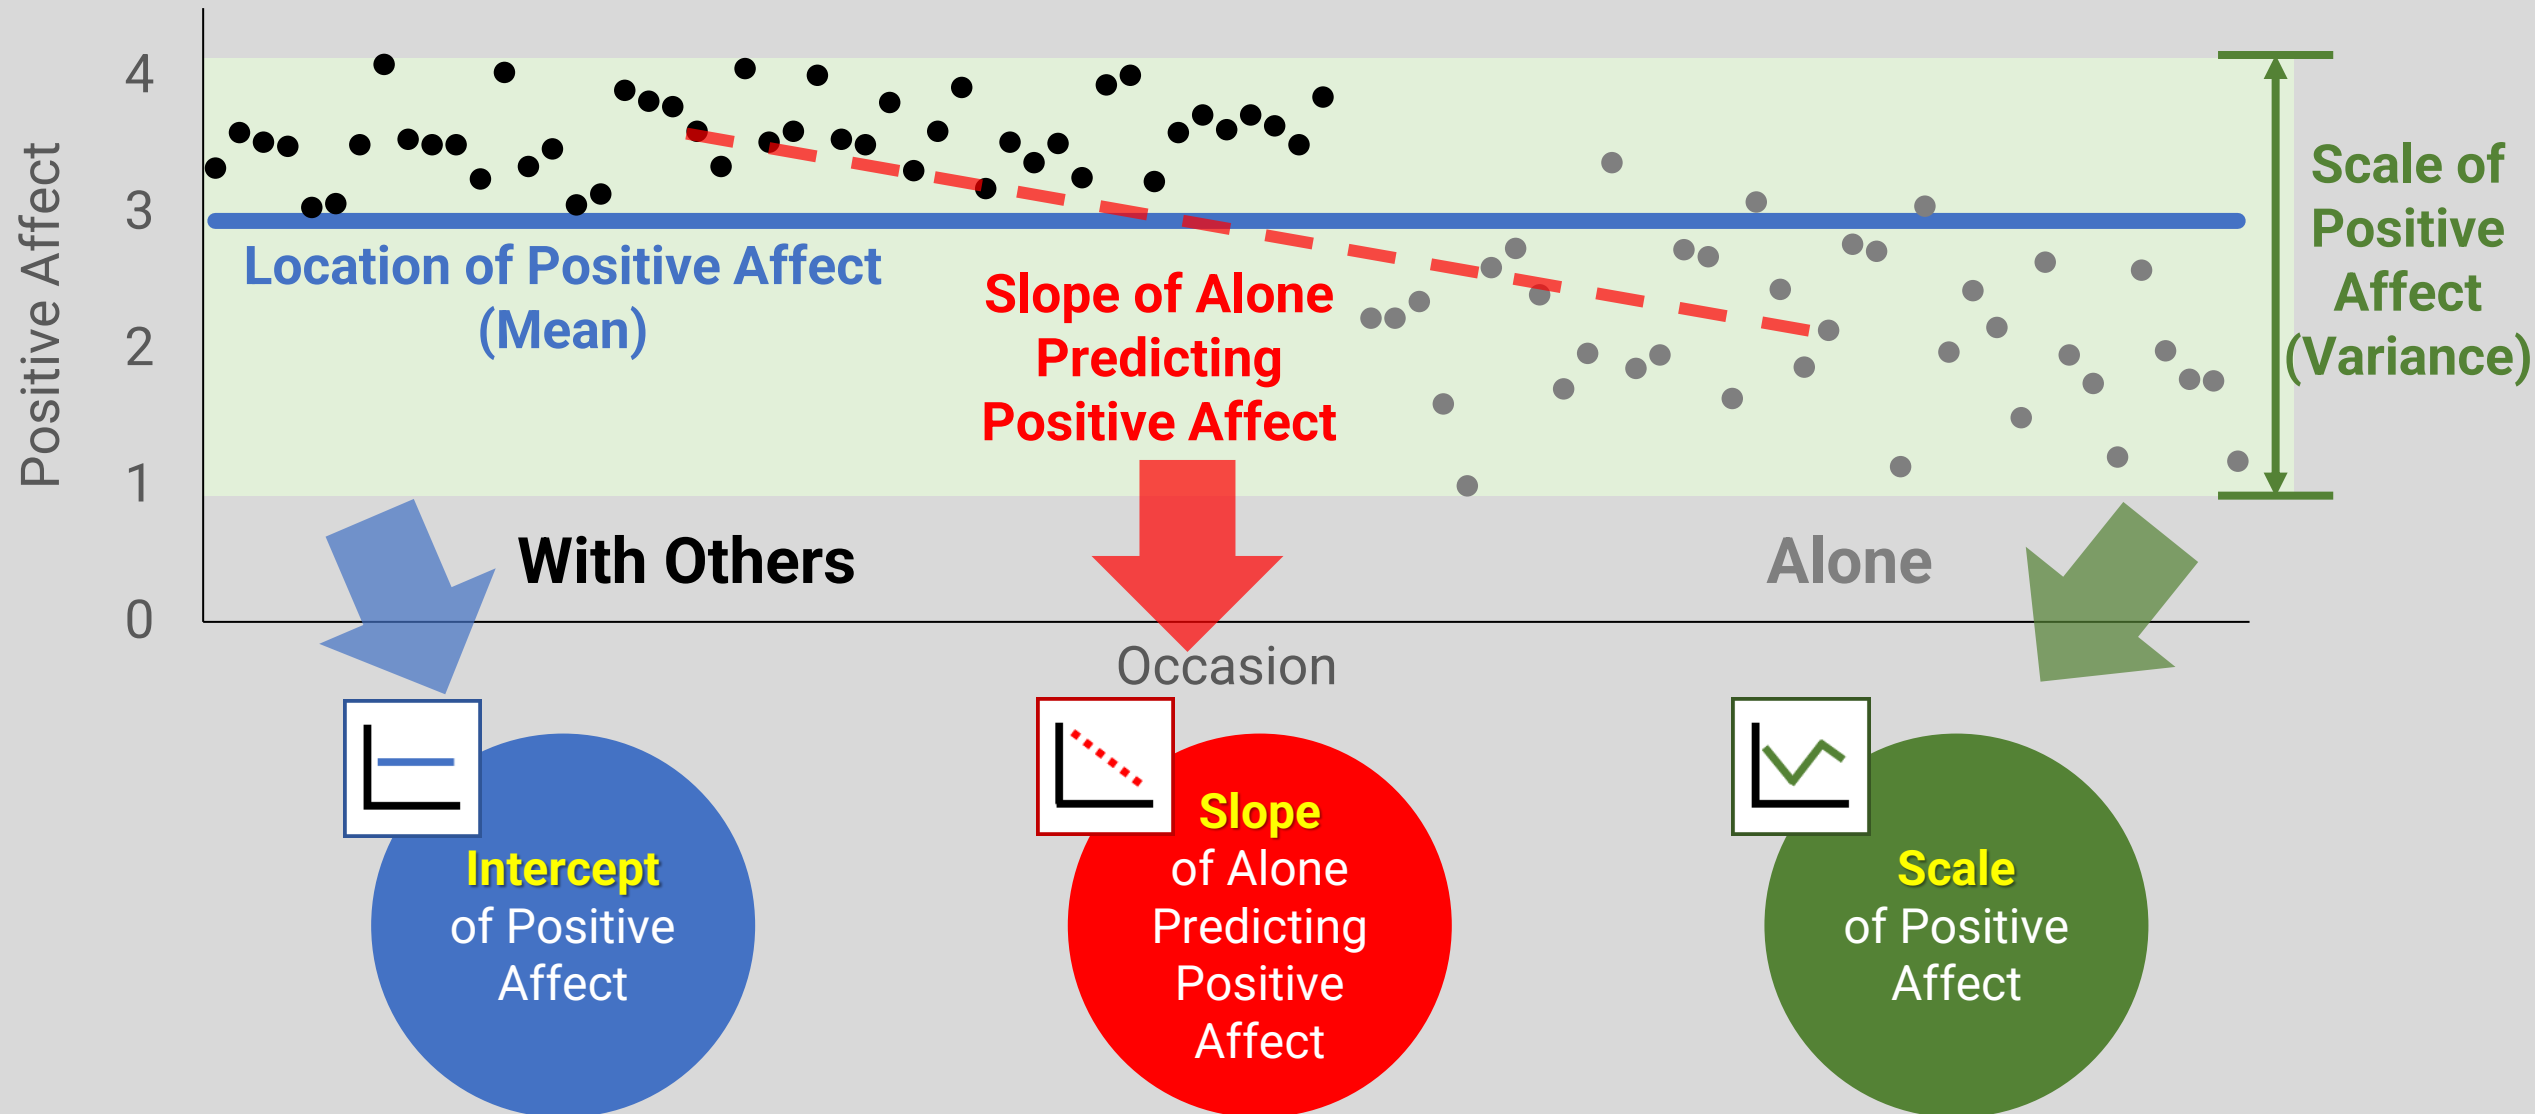 Positive Affect
4
3
2
1
0
Location of Positive Affect
(Mean)
Slope of Alone
Predicting
Positive Affect
Scale of
Positive
Affect
(Variance)
With Others
Alone
Occasion
Intercept
of Positive
Affect
Slope
of Alone
Predicting
Positive
Affect
Scale
of Positive
Affect